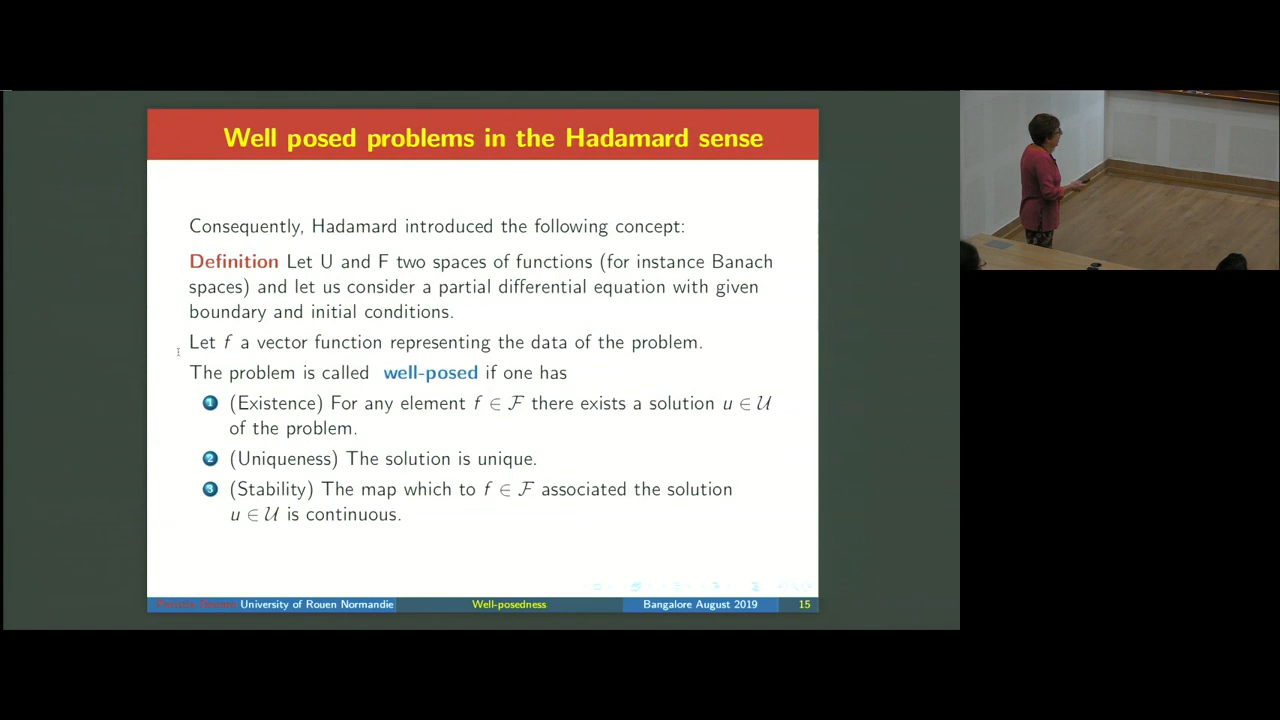 Well posed problems in the Hadamard sense
Consequently, Hadamard introduced the following concept:
Definition Let U and F two spaces of functions (for instance Banach
spaces) and let us consider a partial differential equation with given
boundary and initial conditions.
Let f a vector function representing the data of the problem.
The problem is called well-posed if one has
1 (Existence) For any element f ∈ ℱ there exists a solution u ∈ 𝒰
of the problem.
2 (Uniqueness) The solution is unique.
3 (Stability) The map which to f ∈ ℱ associated the solution
u ∈ 𝒰 is continuous.
University of Rouen Normandie Well-posedness Bangalore August 2019 15